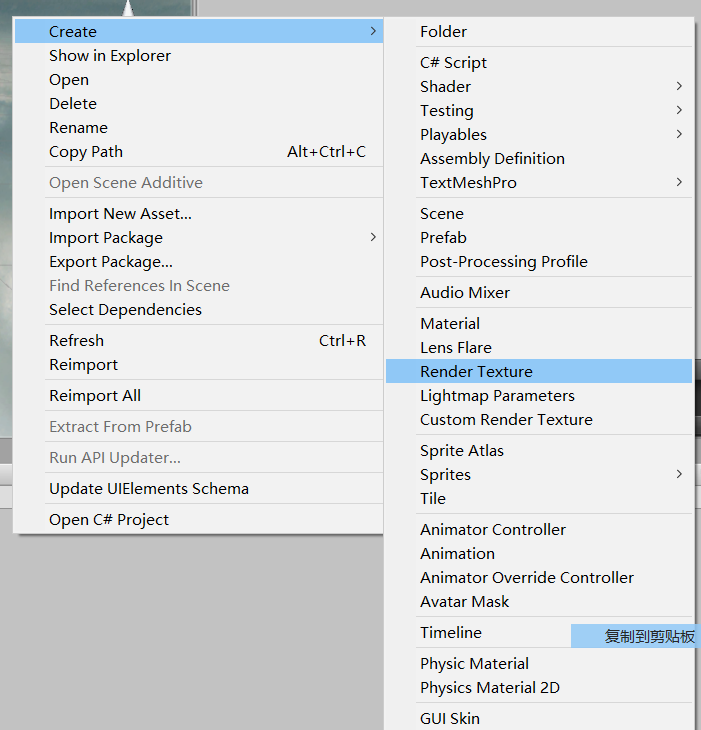 Create
Show in Explorer
Open
Delete
Rename
Copy Path Alt+Ctrl+C
Open Scene Additive
Import New Asset...
Import Package
Export Package...
Find References In Scene
Select Dependencies
Refresh Ctrl+R
Reimport
Reimport All
Extract From Prefab
Run API Updater...
Update UIElements Schema
Open C# Project
Folder
C# Script
Shader
Testing
Playables
Assembly Definition
TextMeshPro
Scene
Prefab
Post-Processing Profile
Audio Mixer
Material
Lens Flare
Render Texture
Lightmap Parameters
Custom Render Texture
Sprite Atlas
Sprites
Tile
Animator Controller
Animation
Animator Override Controller
Avatar Mask
Timeline
复制到剪贴板
Physic Material
Physics Material 2D
GUI Skin